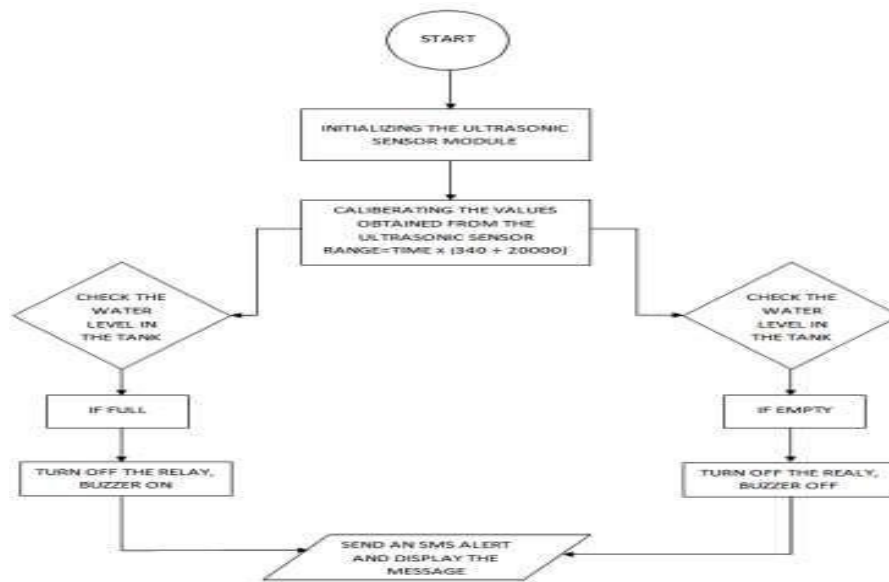 START
INITIALIZING THE ULTRASONIC
SENSOR MODULE
CALIBERATING THE VALUES
OBTAINED FROM THE
ULTRASONIC SENSOR
RANGE=TIME x (340 ÷ 20000)
CHECK THE
WATER
LEVEL IN
THE TANK
IF FULL
TURN OFF THE RELAY,
BUZZER ON
CHECK THE
WATER
LEVEL IN
THE TANK
IF EMPTY
TURN OFF THE REALY,
BUZZER OFF
SEND AN SMS ALERT
AND DISPLAY THE
MESSAGE